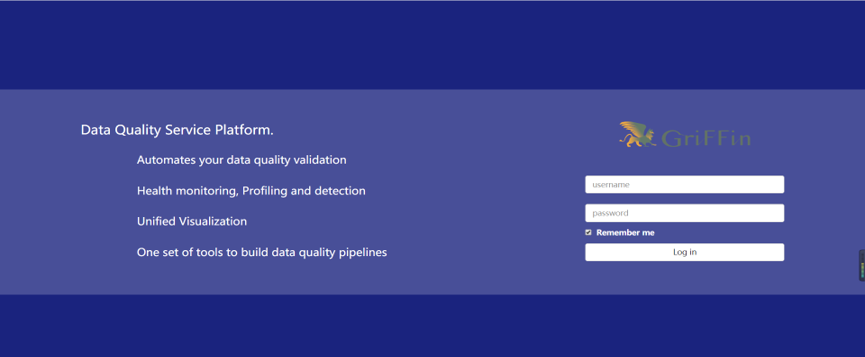 Data Quality Service Platform.
Automates your data quality validation
Health monitoring, Profiling and detection
Unified Visualization
One set of tools to build data quality pipelines
GriFFin
username
password
Remember me
Log in